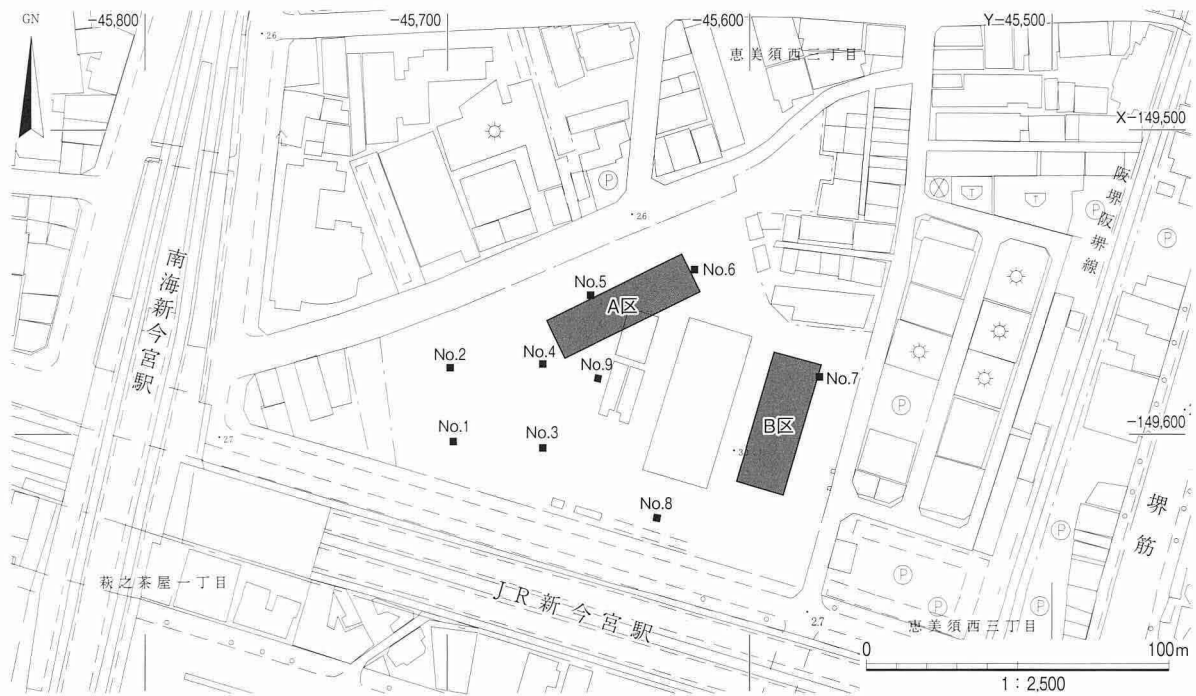 GN
-45,800
-45,700
-45,600
Y-45,500
26
恵美須西三丁目
X-149,500
阪堺阪堺線
P
T
T
P
P
26
南海新今宮駅
No.5
No.6
A区
No.2
No.4
No.9
No.7
P
-149,600
27
No.1
No.3
B区
No.8
堺筋
P
P
萩之茶屋一丁目
JR新今宮駅
P
P
27
恵美須西三丁目
0
100m
1：2,500